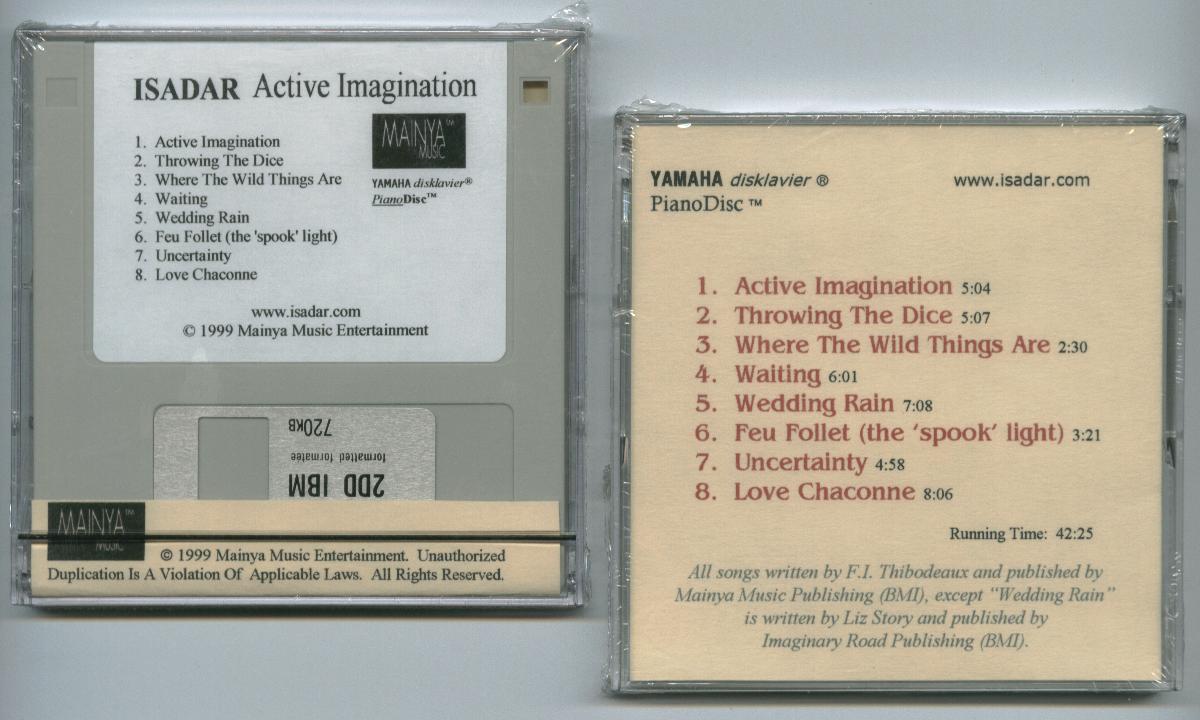 ISADAR Active Imagination
MAINYA™
MUSIC
YAMAHA disklavier®
PianoDisc™
1. Active Imagination
2. Throwing The Dice
3. Where The Wild Things Are
4. Waiting
5. Wedding Rain
6. Feu Follet (the 'spook' light)
7. Uncertainty
8. Love Chaconne
www.isadar.com
© 1999 Mainya Music Entertainment
2DD IBM
formatted formatee
720KB
MAINYA™
MUSIC
© 1999 Mainya Music Entertainment. Unauthorized
Duplication Is A Violation Of Applicable Laws. All Rights Reserved.
YAMAHA disklavier ®
PianoDisc ™
www.isadar.com
1. Active Imagination 5:04
2. Throwing The Dice 5:07
3. Where The Wild Things Are 2:30
4. Waiting 6:01
5. Wedding Rain 7:08
6. Feu Follet (the ‘spook’ light) 3:21
7. Uncertainty 4:58
8. Love Chaconne 8:06
Running Time: 42:25
All songs written by F.I. Thibodeaux and published by
Mainya Music Publishing (BMI), except “Wedding Rain”
is written by Liz Story and published by
Imaginary Road Publishing (BMI).